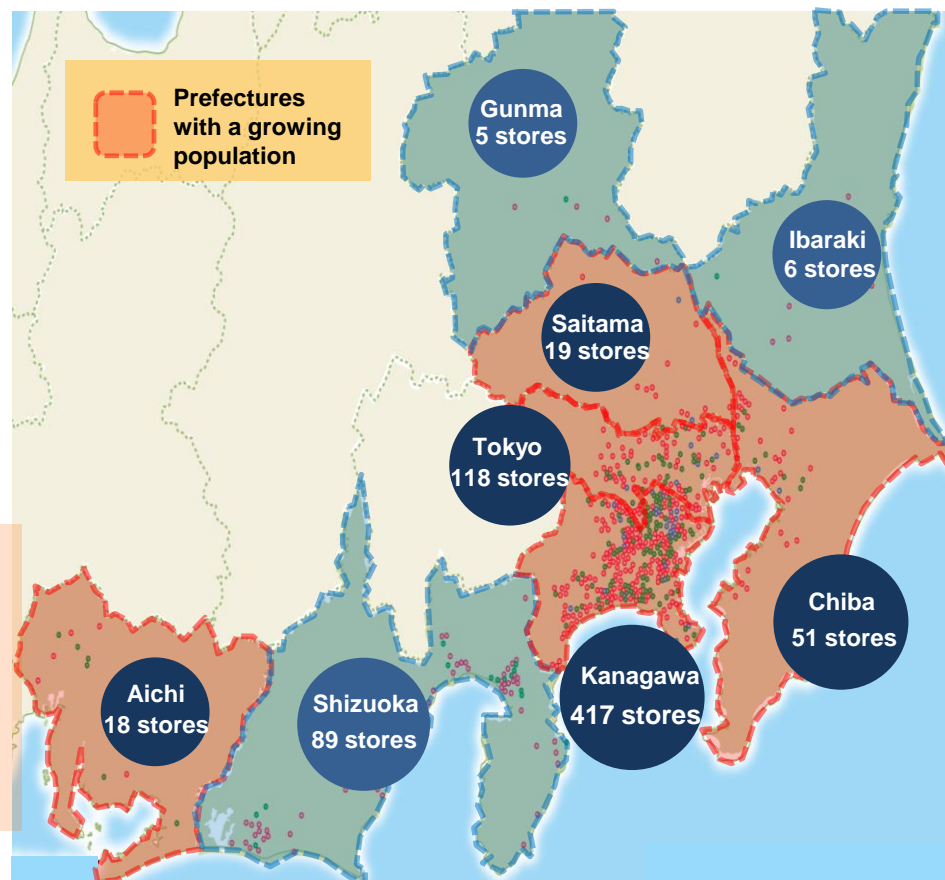 Prefectures
with a growing
population
Gunma
5 stores
Ibaraki
6 stores
Saitama
19 stores
Tokyo
118 stores
Chiba
51 stores
Kanagawa
417 stores
Shizuoka
89 stores
Aichi
18 stores